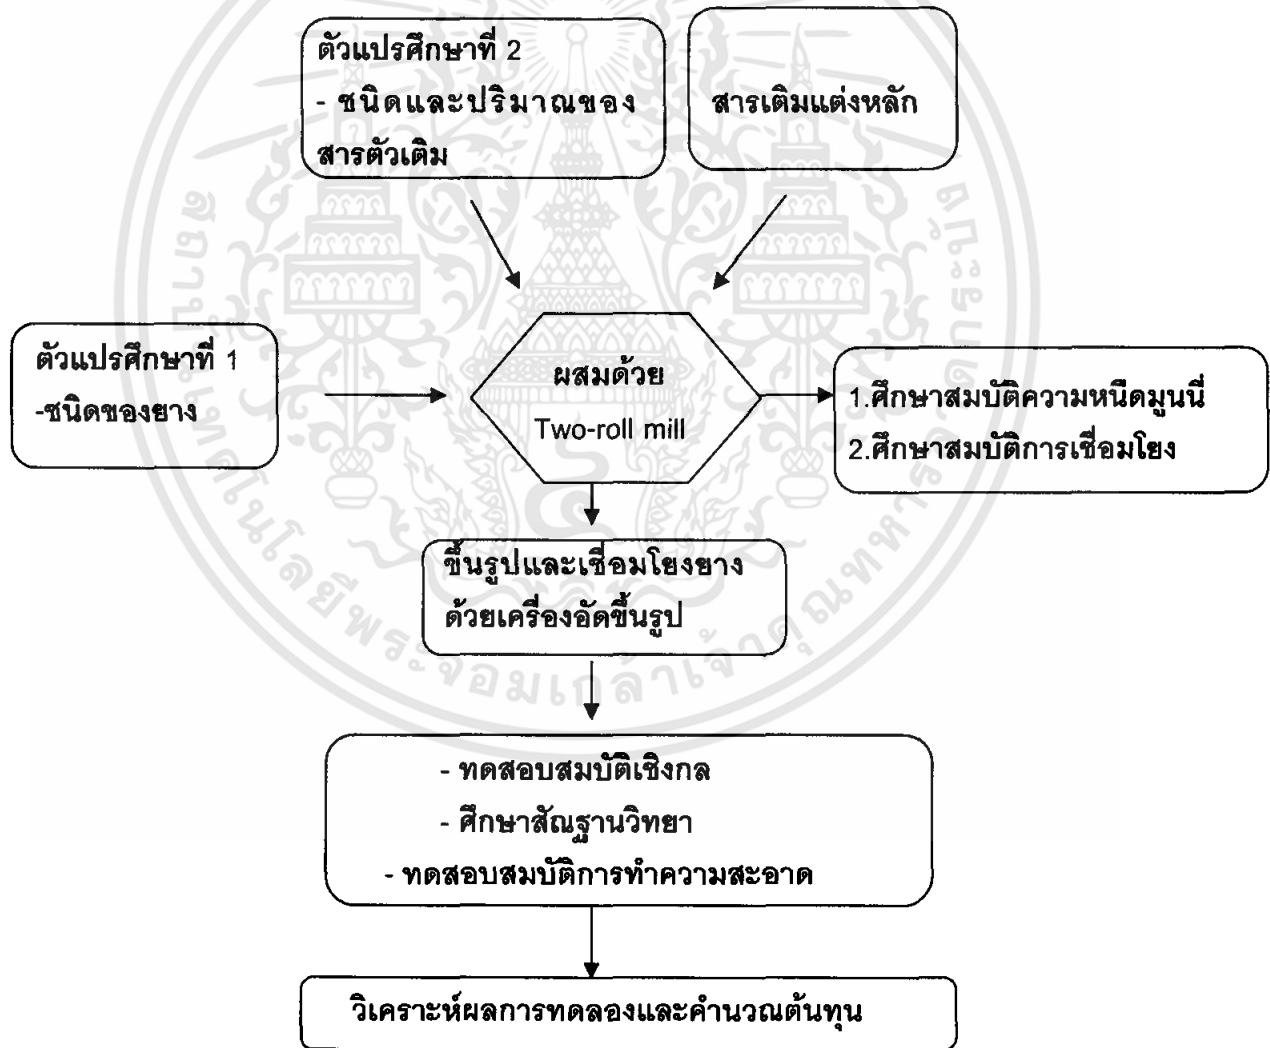 ตัวแปรศึกษาที่ 2
- ชนิดและปริมาณของ
สารตัวเติม
สารเติมแต่งหลัก
ตัวแปรศึกษาที่ 1
-ชนิดของยาง
ผสมด้วย
Two-roll mill
1.ศึกษาสมบัติความหนืดมูนนี่
2.ศึกษาสมบัติการเชื่อมโยง
ขึ้นรูปและเชื่อมโยงยาง
ด้วยเครื่องอัดขึ้นรูป
- ทดสอบสมบัติเชิงกล
- ศึกษาสัณฐานวิทยา
- ทดสอบสมบัติการทำความสะอาด
วิเคราะห์ผลการทดลองและคำนวณต้นทุน